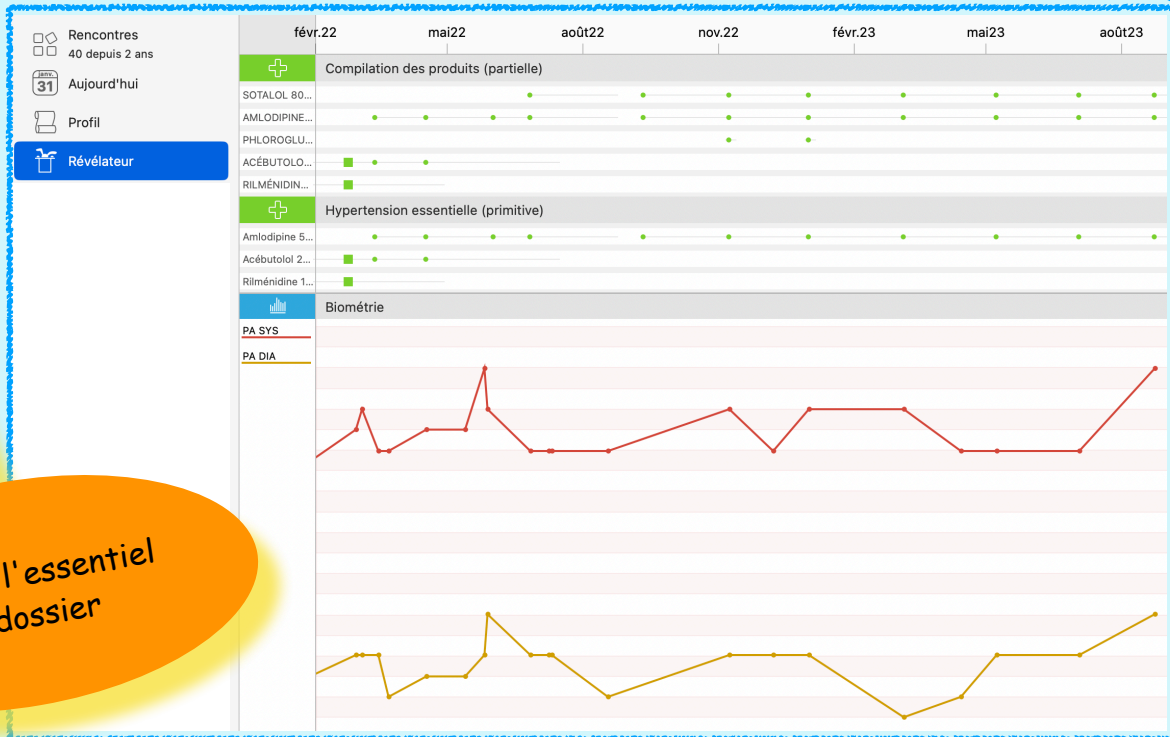 Rencontres
40 depuis 2 ans
janv.
31
Aujourd'hui
Profil
Révélateur
l'essentiel
dossier
févr.22
mai22
août22
nov.22
févr.23
mai23
août23
Compilation des produits (partielle)
SOTALOL 80...
AMLODIPINE...
PHLOROGLU...
ACÉBUTOLO...
RILMÉNIDIN...
Hypertension essentielle (primitive)
Amlodipine 5...
Acébutolol 2...
Rilménidine 1...
Biométrie
PA SYS
PA DIA